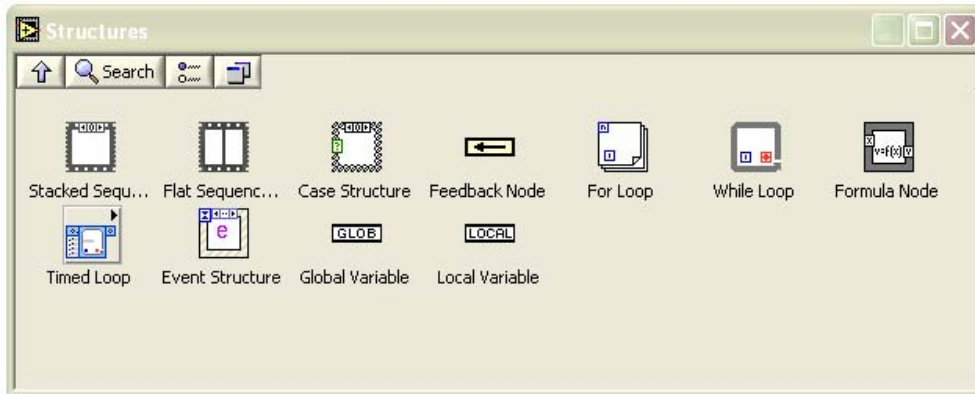 Structures
Search
Stacked Sequ... Flat Sequenc... Case Structure Feedback Node For Loop While Loop Formula Node
GLOB LOCAL
Timed Loop Event Structure Global Variable Local Variable